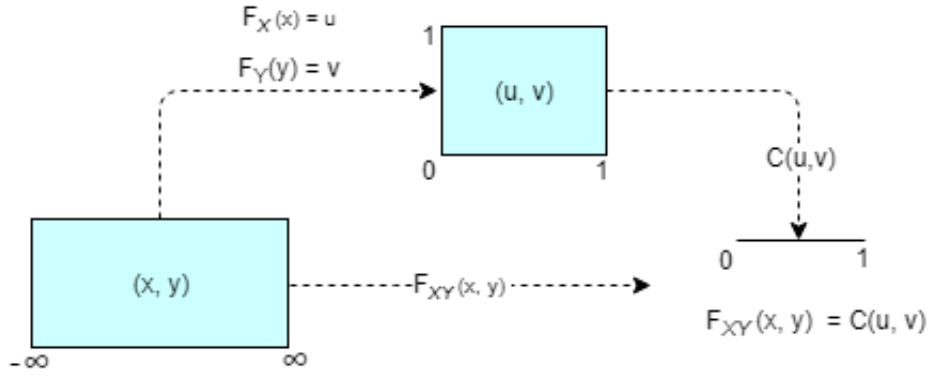 F_X(x) = u
F_Y(y) = v
1
(u, v)
0
1
C(u,v)
(x, y)
F_XY(x, y)
0
1
F_XY(x, y) = C(u, v)
-∞
∞